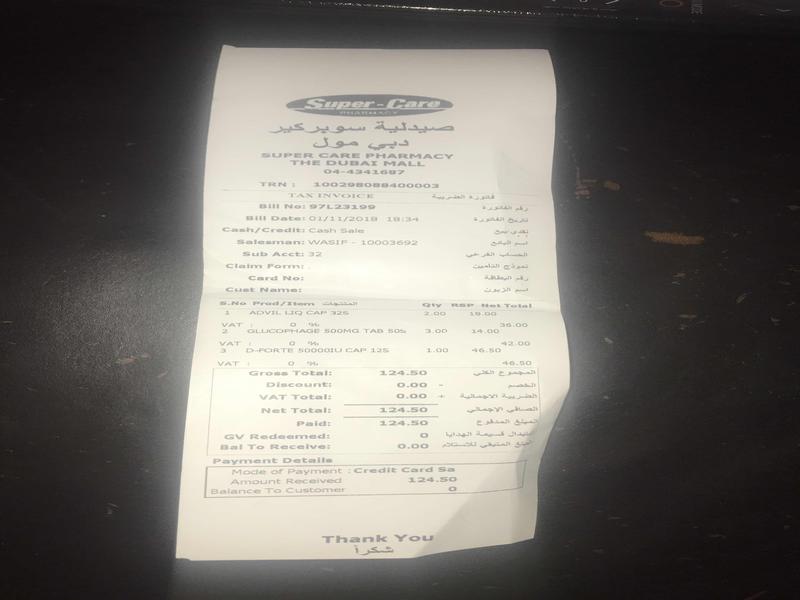 Super-Care
PHARMACY
صيدلية سوبركير
دبي مول
SUPER CARE PHARMACY
THE DUBAI MALL
04-4341687
TRN : 100298088400003
TAX INVOICE فاتورة الضريبية
Bill No: 97L23199 رقم الفاتورة
Bill Date: 01/11/2018 18:34 تاريخ الفاتورة
Cash/Credit: Cash Sale نقدي بيع
Salesman: WASIF - 10003692 اسم البائع
Sub Acct: 32 الحساب الفرعي
Claim Form: . نموذج التأمين
Card No: رقم البطاقة
Cust Name: اسم الزبون
S.No Prod/Item المنتجات Qty RSP Net Total
1 ADVIL LIQ CAP 32S 2.00 18.00
VAT : 0 % 36.00
2 GLUCOPHAGE 500MG TAB 50s 3.00 14.00
VAT : 0 % 42.00
3 D-FORTE 50000IU CAP 12S 1.00 46.50
VAT : 0 % 46.50
Gross Total: 124.50 المجموع الكلي
Discount: 0.00 - الخصم
VAT Total: 0.00 + الضريبة الاجمالية
Net Total: 124.50 الصافي الاجمالي
Paid: 124.50 المبلغ المدفوع
GV Redeemed: 0 قسيمة الهدايا
Bal To Receive: 0.00 المتبقي للاستلام
Payment Details
Mode of Payment : Credit Card Sa
Amount Received 124.50
Balance To Customer 0
Thank You
شكراً